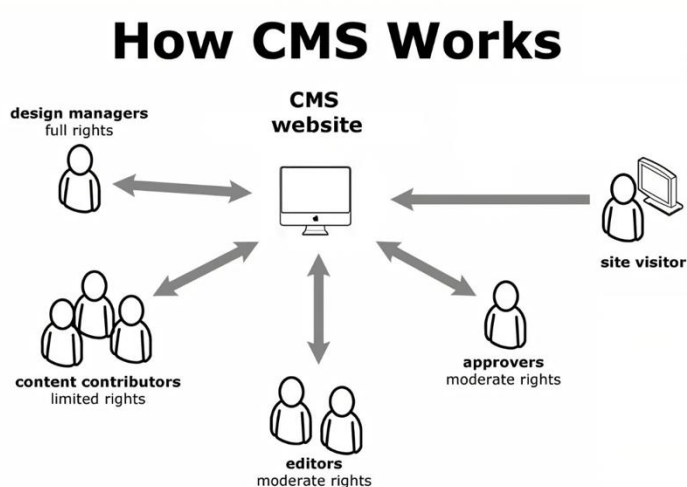 How CMS Works
CMS
website
design managers
full rights
site visitor
content contributors
limited rights
approvers
moderate rights
editors
moderate rights